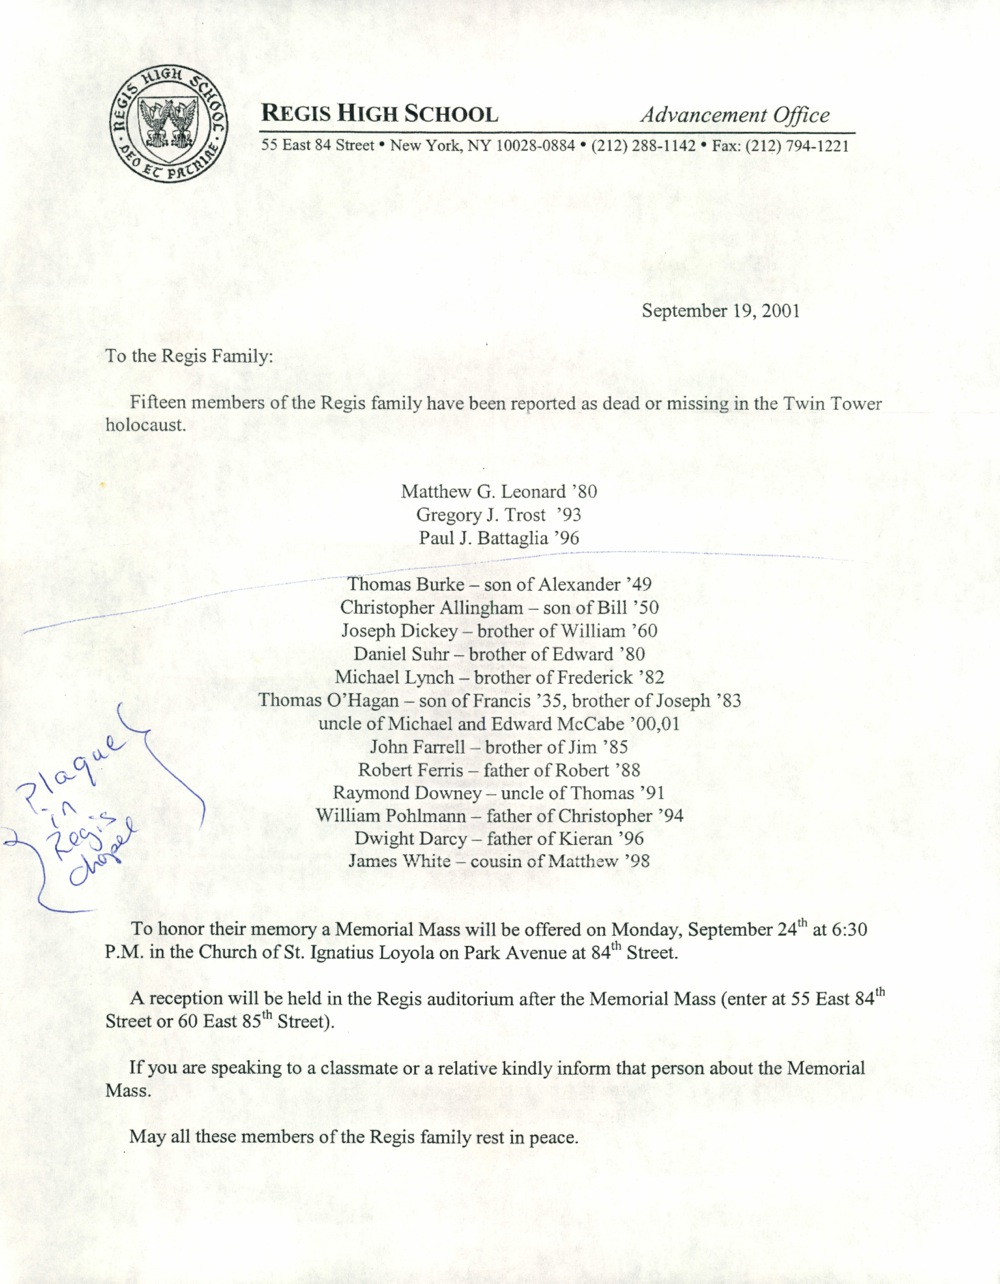 REGIS HIGH SCHOOL · DEO ET PATRIAE ·
REGIS HIGH SCHOOL Advancement Office
55 East 84 Street • New York, NY 10028-0884 • (212) 288-1142 • Fax: (212) 794-1221
September 19, 2001
To the Regis Family:
Fifteen members of the Regis family have been reported as dead or missing in the Twin Tower
holocaust.
Matthew G. Leonard ’80
Gregory J. Trost ’93
Paul J. Battaglia ’96
Thomas Burke – son of Alexander ’49
Christopher Allingham – son of Bill ’50
Joseph Dickey – brother of William ’60
Daniel Suhr – brother of Edward ’80
Michael Lynch – brother of Frederick ’82
Thomas O’Hagan – son of Francis ’35, brother of Joseph ’83
uncle of Michael and Edward McCabe ’00,01
John Farrell – brother of Jim ’85
Robert Ferris – father of Robert ’88
Raymond Downey – uncle of Thomas ’91
William Pohlmann – father of Christopher ’94
Dwight Darcy – father of Kieran ’96
James White – cousin of Matthew ’98
Plaque
in
Regis
chapel
To honor their memory a Memorial Mass will be offered on Monday, September 24th at 6:30
P.M. in the Church of St. Ignatius Loyola on Park Avenue at 84th Street.
A reception will be held in the Regis auditorium after the Memorial Mass (enter at 55 East 84th
Street or 60 East 85th Street).
If you are speaking to a classmate or a relative kindly inform that person about the Memorial
Mass.
May all these members of the Regis family rest in peace.